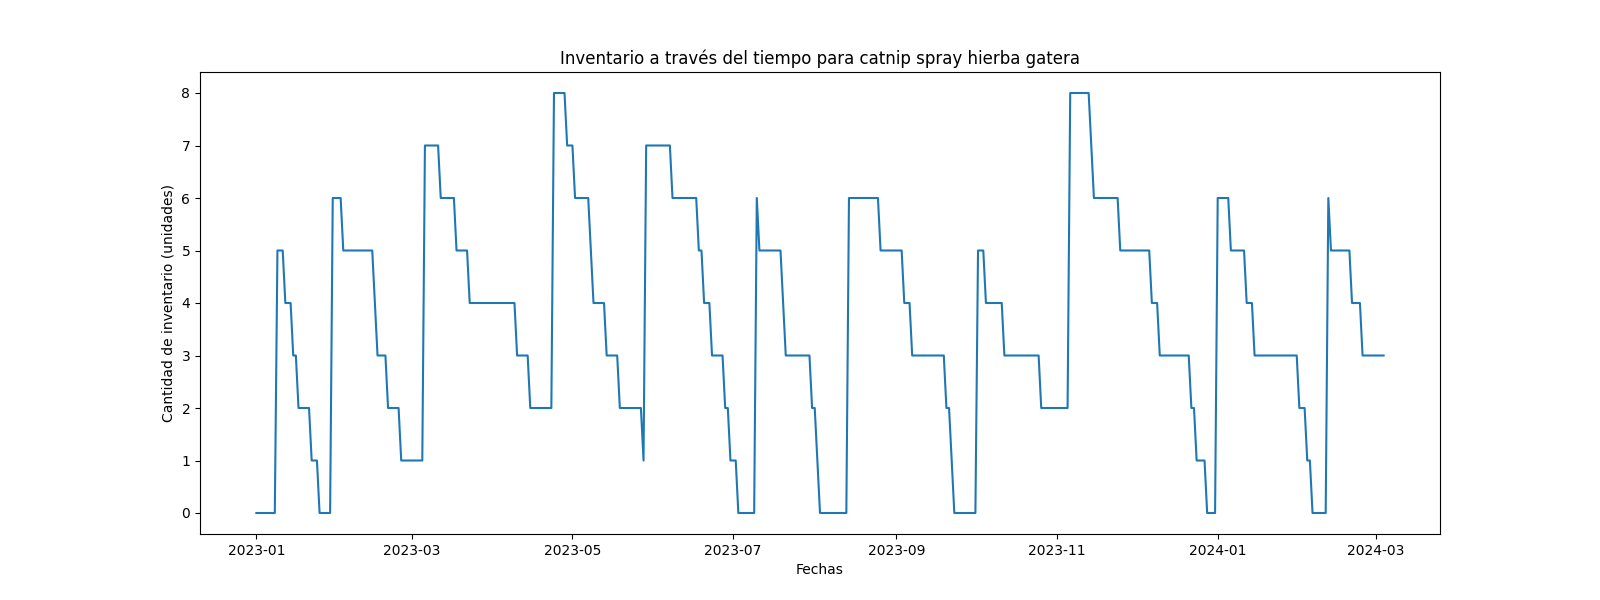 Inventario a través del tiempo para catnip spray hierba gatera
Cantidad de inventario (unidades)
8
7
6
5
4
3
2
1
0
2023-01 2023-03 2023-05 2023-07 2023-09 2023-11 2024-01 2024-03
Fechas